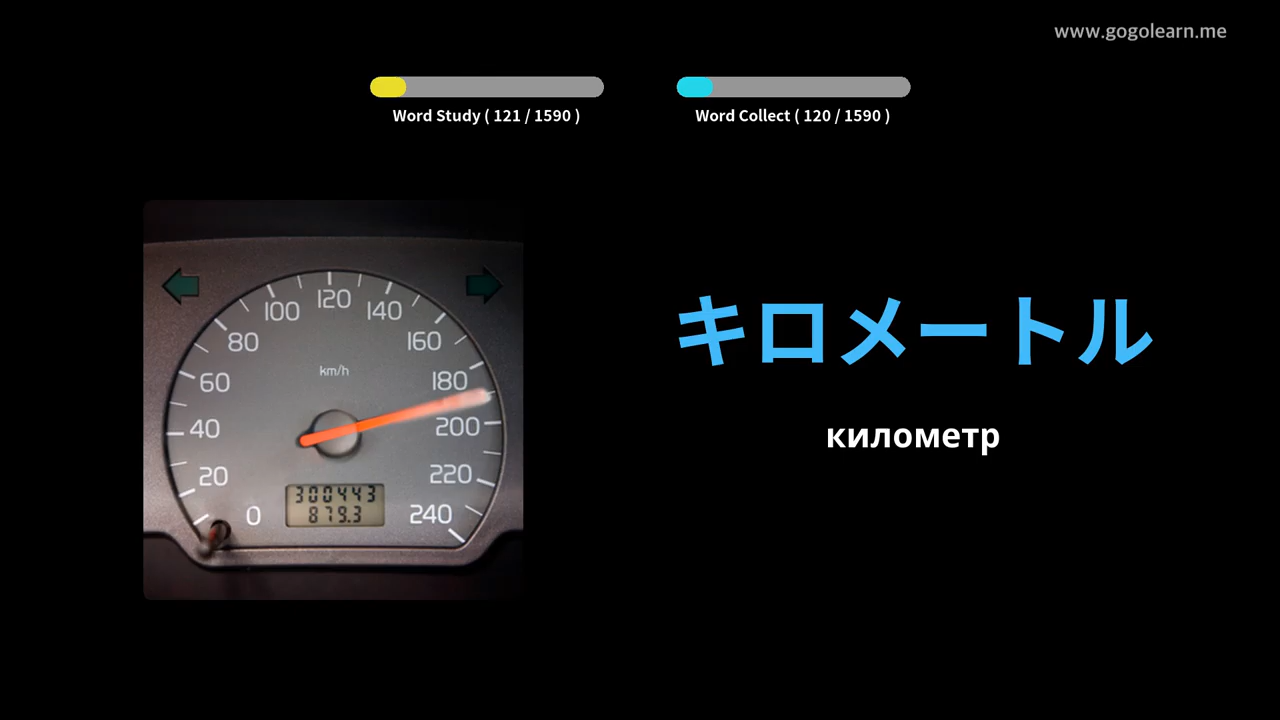 www.gogolearn.me
Word Study ( 121 / 1590 )
Word Collect ( 120 / 1590 )
120
100
140
80
160
km/h
60
180
40
200
20
220
0
240
300443
879.3
キロメートル
километр